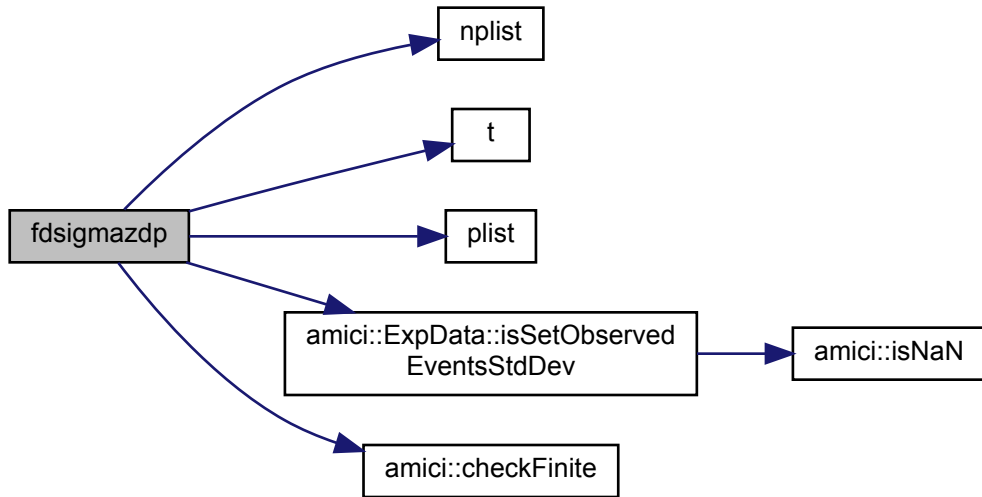 nplist
t
fdsigmazdp
plist
amici::ExpData::isSetObserved
EventsStdDev
amici::isNaN
amici::checkFinite